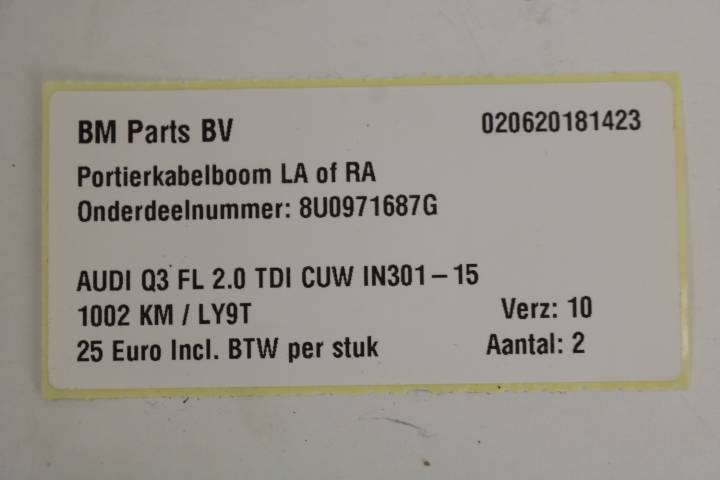 BM Parts BV 020620181423
Portierkabelboom LA of RA
Onderdeelnummer: 8U0971687G
AUDI Q3 FL 2.0 TDI CUW IN301-15
1002 KM / LY9T Verz: 10
25 Euro Incl. BTW per stuk Aantal: 2